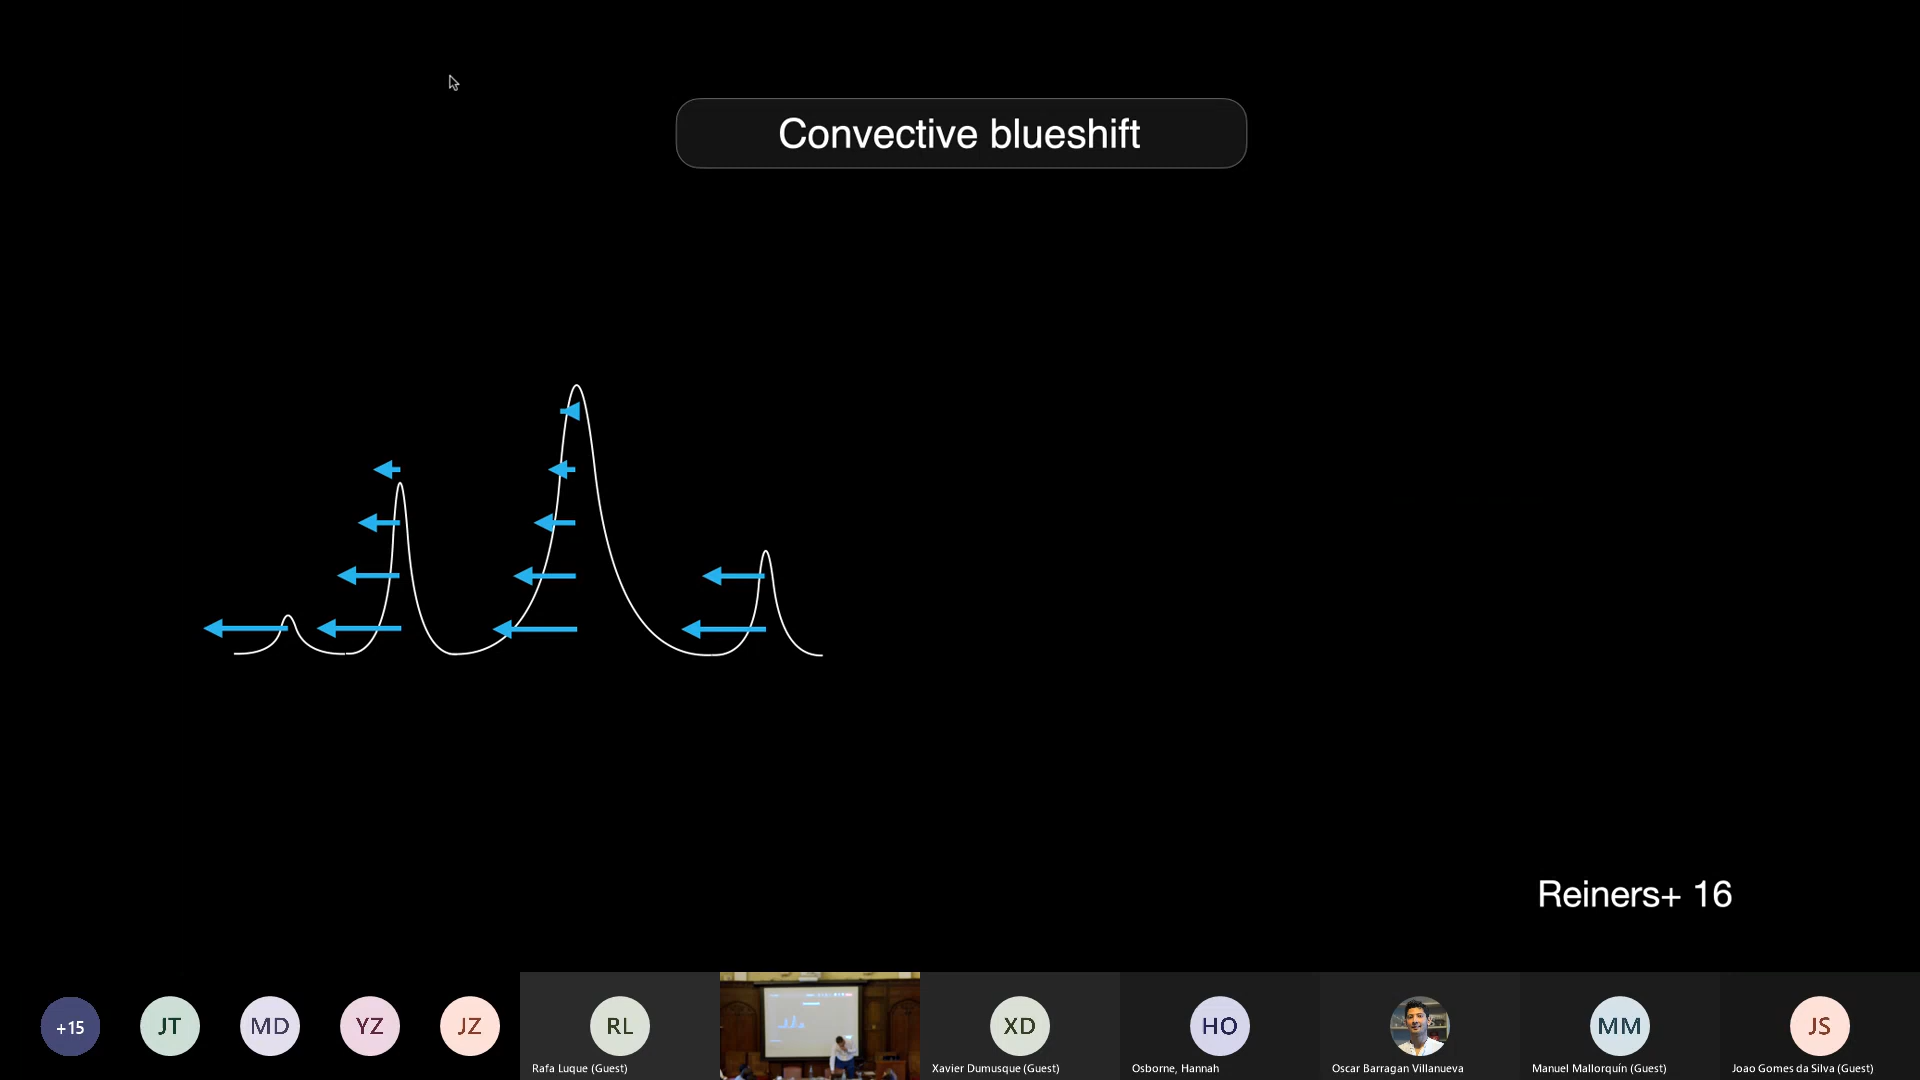 Convective blueshift
Reiners+ 16
+15
JT
MD
YZ
JZ
RL
XD
HO
MM
JS
Rafa Luque (Guest)
Xavier Dumusque (Guest)
Osborne, Hannah
Oscar Barragan Villanueva
Manuel Mallorquín (Guest)
Joao Gomes da Silva (Guest)